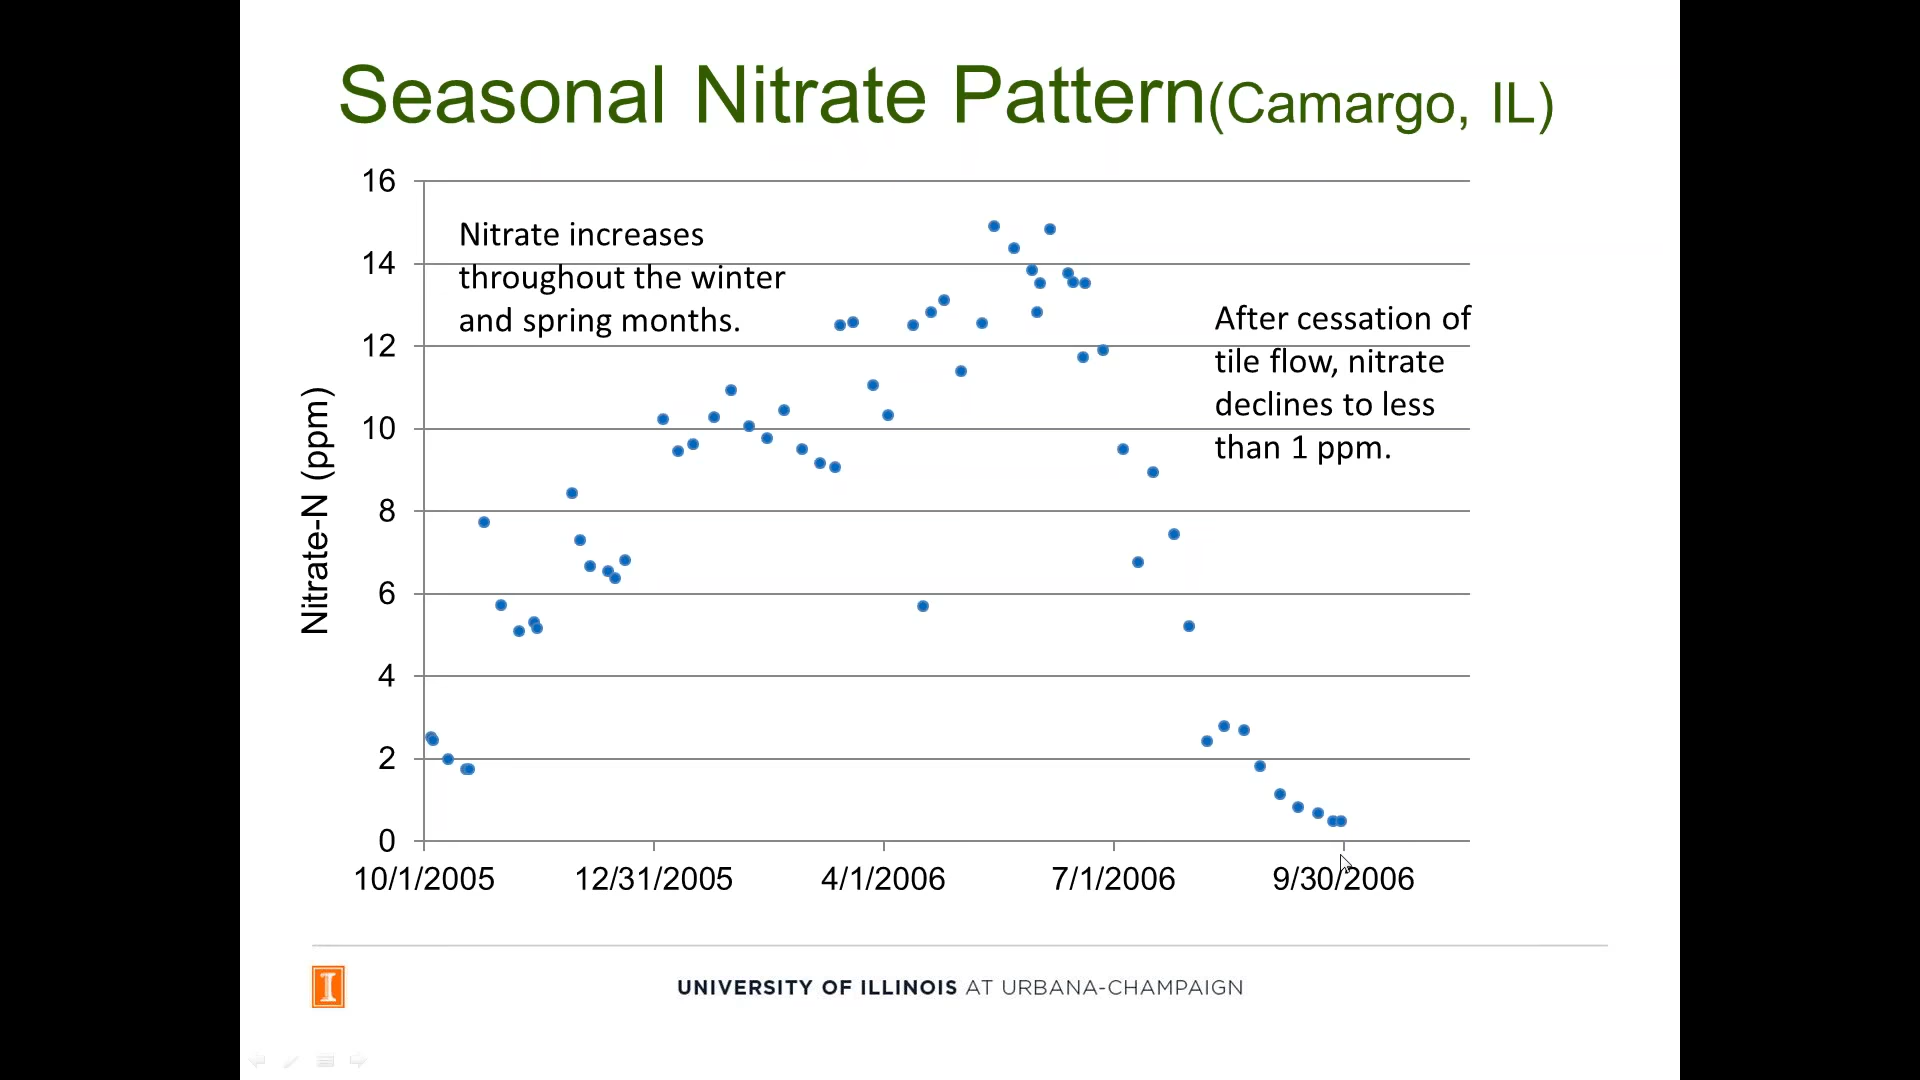 Seasonal Nitrate Pattern(Camargo, IL)
16
14
12
10
8
6
4
2
0
Nitrate-N (ppm)
Nitrate increases
throughout the winter
and spring months.
After cessation of
tile flow, nitrate
declines to less
than 1 ppm.
10/1/2005 12/31/2005 4/1/2006 7/1/2006 9/30/2006
I
UNIVERSITY OF ILLINOIS AT URBANA-CHAMPAIGN